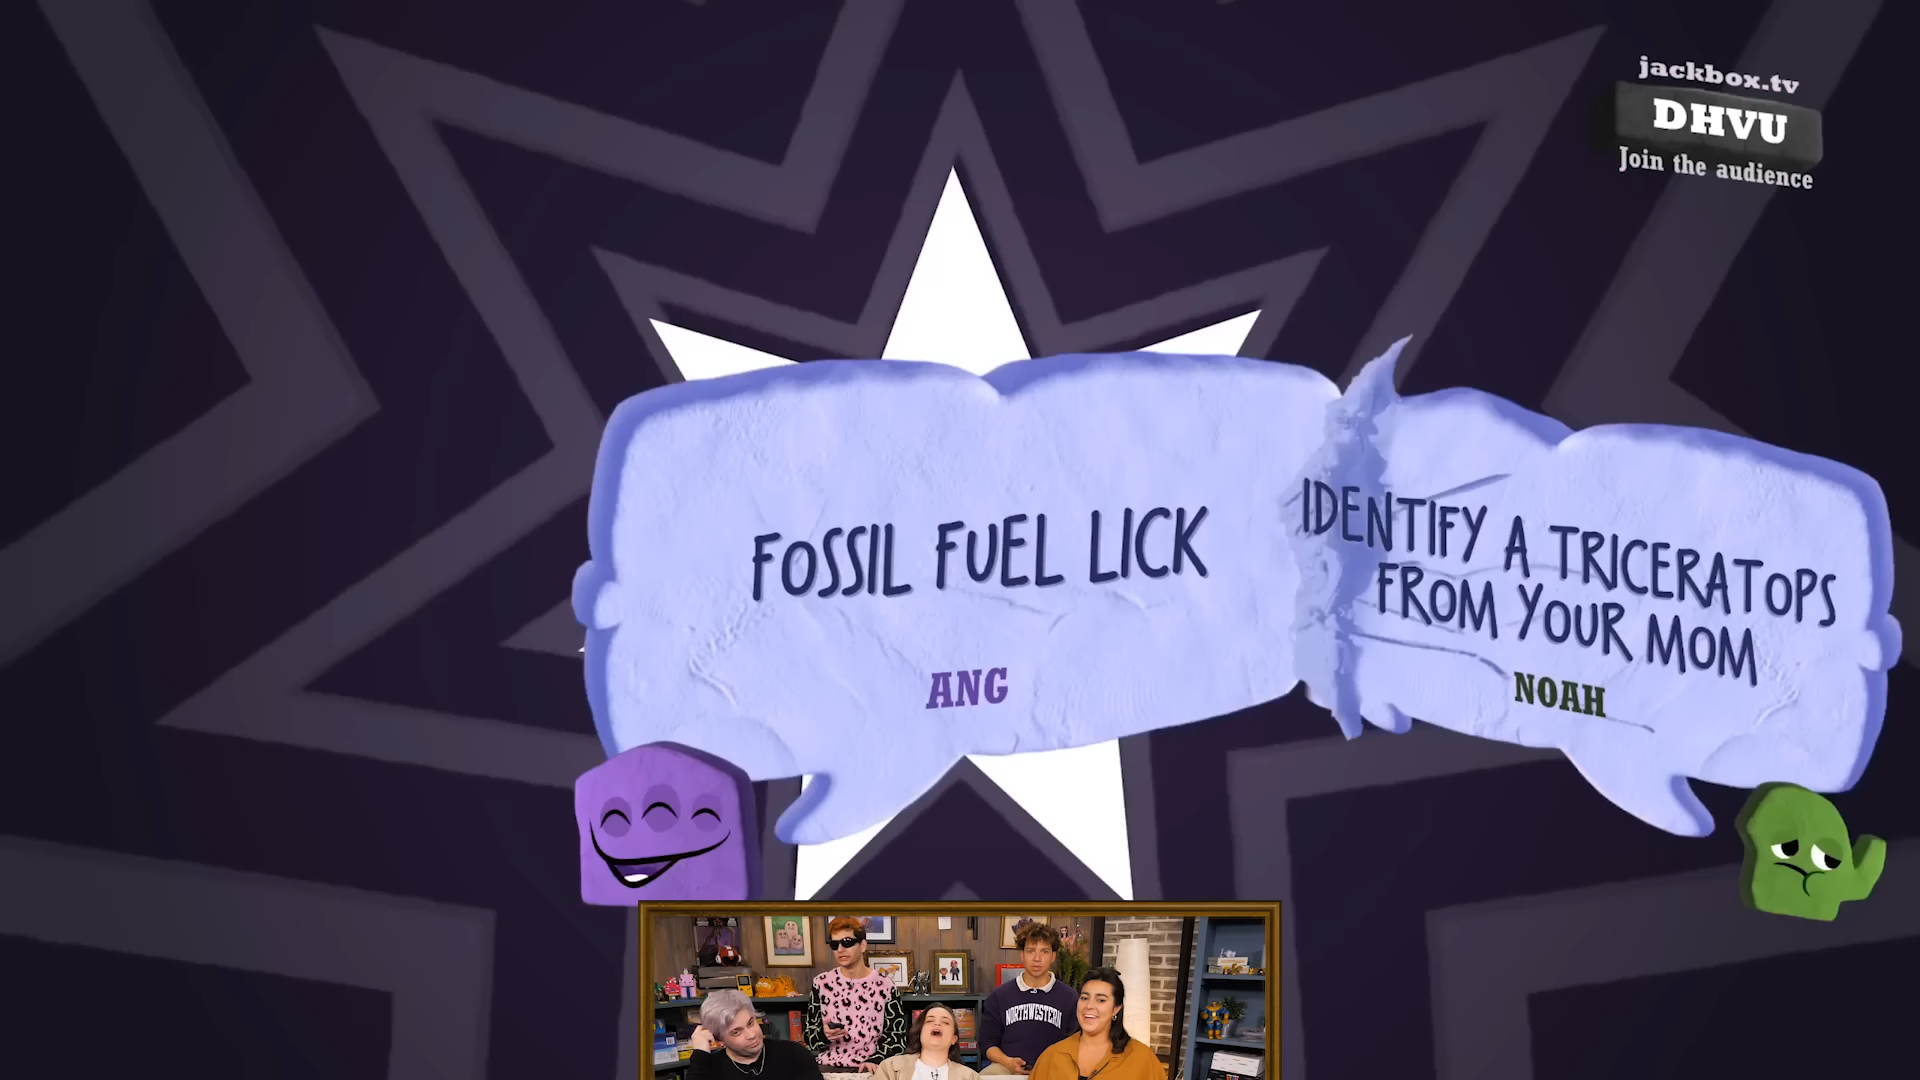 jackbox.tv
DHVU
Join the audience
FOSSIL FUEL LICK
ANG
IDENTIFY A TRICERATOPS
FROM YOUR MOM
NOAH
NORTHWESTERN